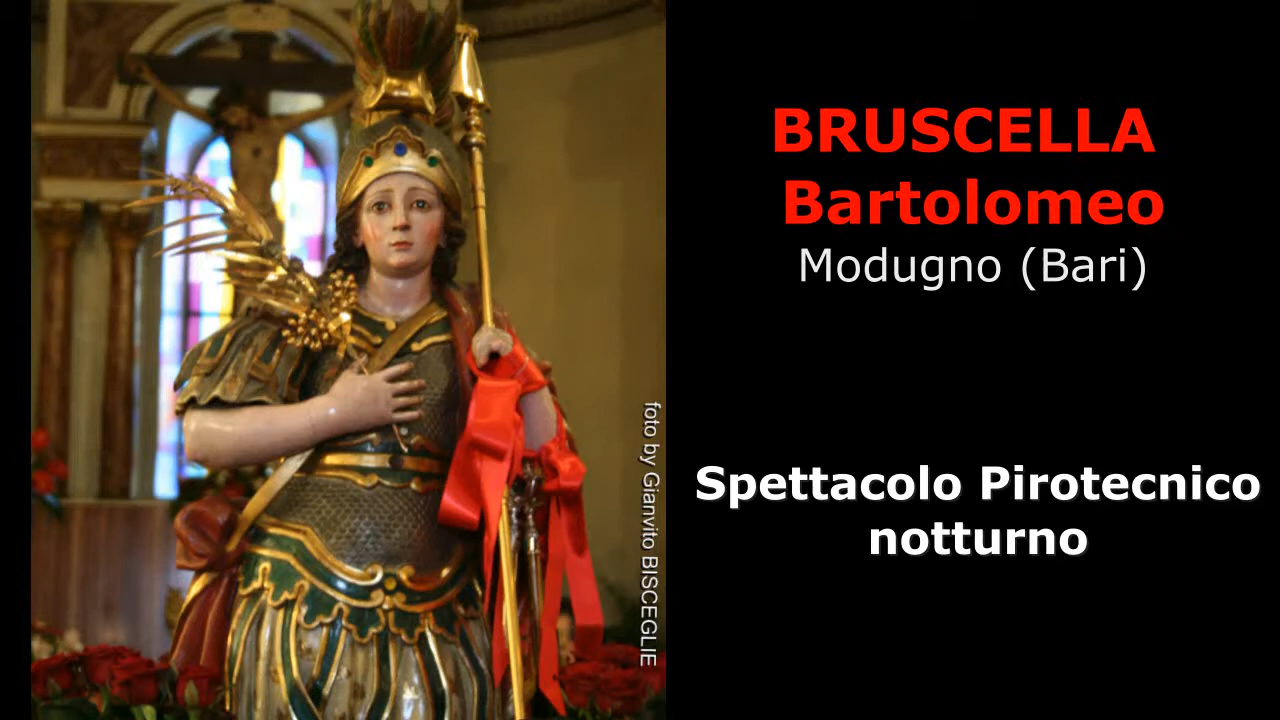 BRUSCELLA
Bartolomeo
Modugno (Bari)
Spettacolo Pirotecnico
notturno
foto by Gianvito BISCEGLIE